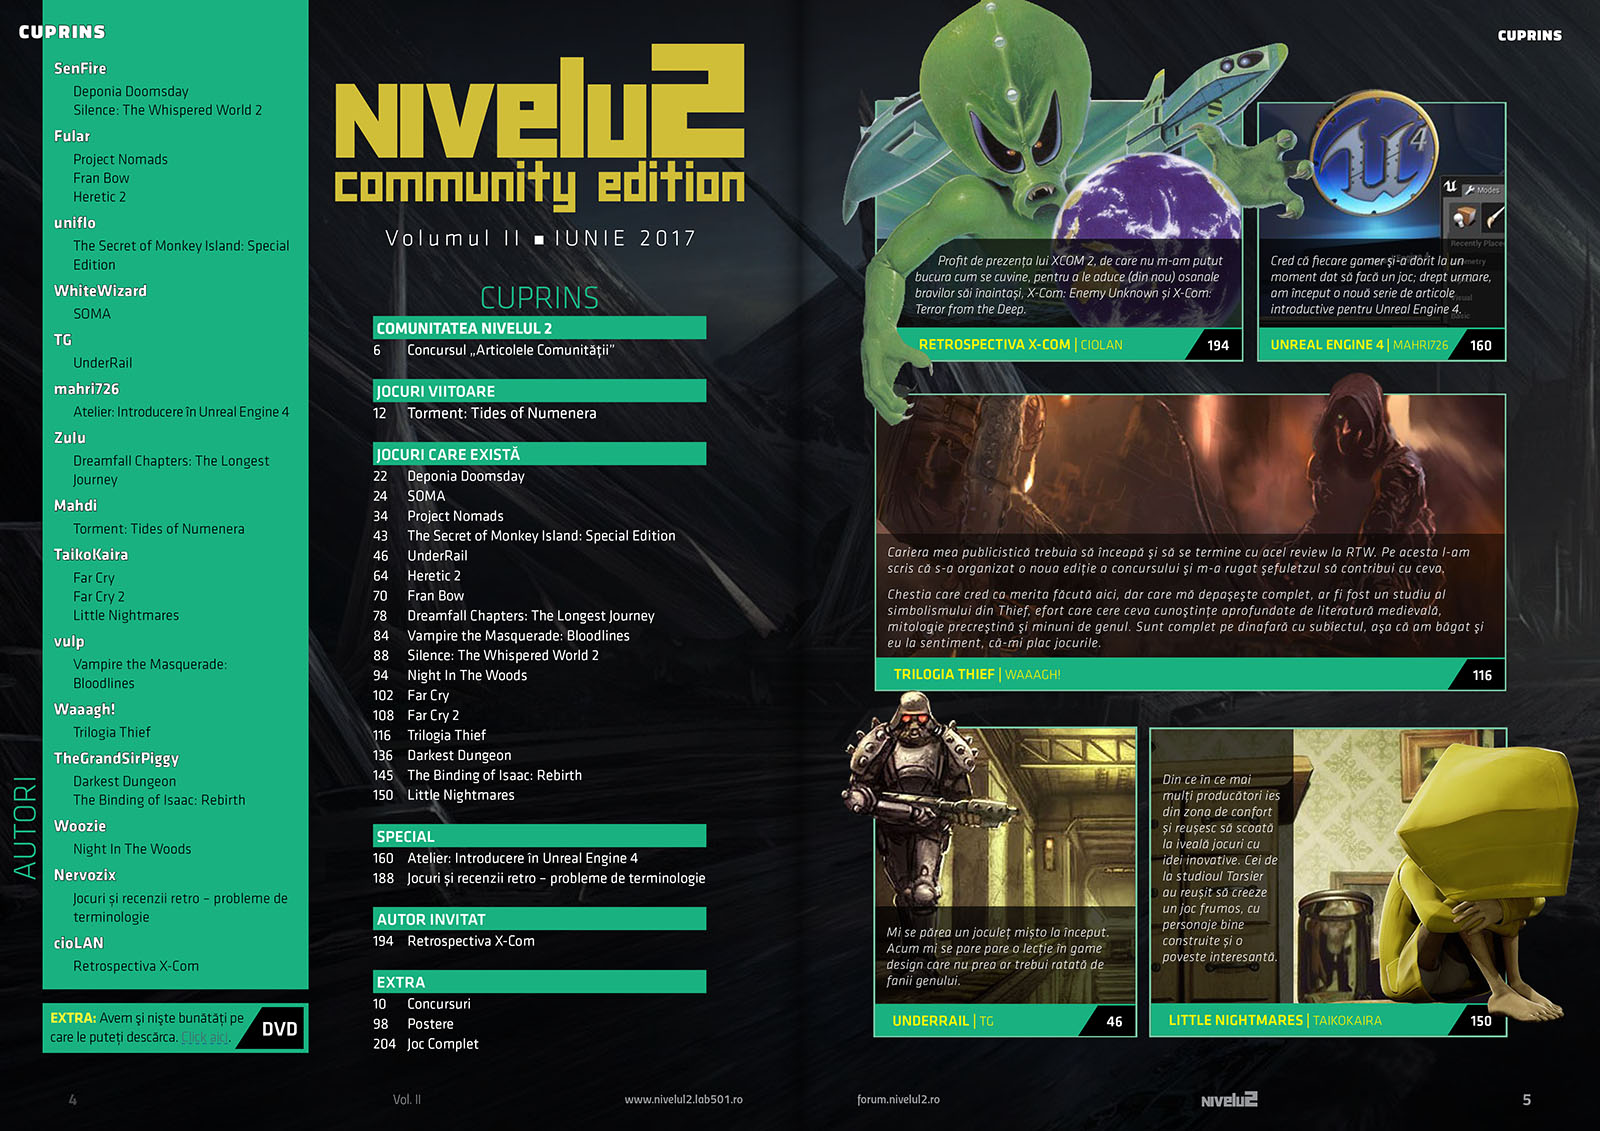 CUPRINS
SenFire
Deponia Doomsday
Silence: The Whispered World 2
Fular
Project Nomads
Fran Bow
Heretic 2
uniflo
The Secret of Monkey Island: Special
Edition
WhiteWizard
SOMA
TG
UnderRail
mahri726
Atelier: Introducere în Unreal Engine 4
Zulu
Dreamfall Chapters: The Longest
Journey
Mahdi
Torment: Tides of Numenera
TaikoKaira
Far Cry
Far Cry 2
Little Nightmares
vulp
Vampire the Masquerade:
Bloodlines
Waaagh!
Trilogia Thief
TheGrandSirPiggy
Darkest Dungeon
The Binding of Isaac: Rebirth
Woozie
Night In The Woods
Nervozix
Jocuri și recenzii retro – probleme de
terminologie
cioLAN
Retrospectiva X-Com
AUTORI
EXTRA: Avem şi nişte bunătăţi pe
care le puteţi descărca. Click aici.
DVD
4
NIVELU2
community edition
Volumul II ■ IUNIE 2017
CUPRINS
COMUNITATEA NIVELUL 2
6 Concursul „Articolele Comunității”
JOCURI VIITOARE
12 Torment: Tides of Numenera
JOCURI CARE EXISTĂ
22 Deponia Doomsday
24 SOMA
34 Project Nomads
43 The Secret of Monkey Island: Special Edition
46 UnderRail
64 Heretic 2
70 Fran Bow
78 Dreamfall Chapters: The Longest Journey
84 Vampire the Masquerade: Bloodlines
88 Silence: The Whispered World 2
94 Night In The Woods
102 Far Cry
108 Far Cry 2
116 Trilogia Thief
136 Darkest Dungeon
145 The Binding of Isaac: Rebirth
150 Little Nightmares
SPECIAL
160 Atelier: Introducere în Unreal Engine 4
188 Jocuri și recenzii retro – probleme de terminologie
AUTOR INVITAT
194 Retrospectiva X-Com
EXTRA
10 Concursuri
98 Postere
204 Joc Complet
Vol. II
www.nivelul2.lab501.ro
CUPRINS
Profit de prezența lui XCOM 2, de care nu m-am putut
bucura cum se cuvine, pentru a le aduce (din nou) osanale
bravilor săi înaintași, X-Com: Enemy Unknown și X-Com:
Terror from the Deep.
RETROSPECTIVA X-COM | CIOLAN
194
4
Modes
Recently Place
Cred că fiecare gamer şi-a dorit la un
moment dat să facă un joc; drept urmare,
am început o nouă serie de articole
introductive pentru Unreal Engine 4.
UNREAL ENGINE 4 | MAHRI726
160
Cariera mea publicistică trebuia să înceapă şi să se termine cu acel review la RTW. Pe acesta l-am
scris că s-a organizat o noua ediție a concursului și m-a rugat șefuletzul să contribui cu ceva.
Chestia care cred ca merita făcută aici, dar care mă depaşeşte complet, ar fi fost un studiu al
simbolismului din Thief, efort care cere ceva cunoştinţe aprofundate de literatură medievală,
mitologie precreştină şi minuni de genul. Sunt complet pe dinafară cu subiectul, aşa că am băgat şi
eu la sentiment, că-mi plac jocurile.
TRILOGIA THIEF | WAAAGH!
116
Mi se părea un joculeț mișto la început.
Acum mi se pare pare o lecție în game
design care nu prea ar trebui ratată de
fanii genului.
UNDERRAIL | TG
46
Din ce în ce mai
mulți producători ies
din zona de confort
și reușesc să scoată
la iveală jocuri cu
idei inovative. Cei de
la studioul Tarsier
au reușit să creeze
un joc frumos, cu
personaje bine
construite și o
poveste interesantă.
LITTLE NIGHTMARES | TAIKOKAIRA
150
forum.nivelul2.ro
NIVELU2
5